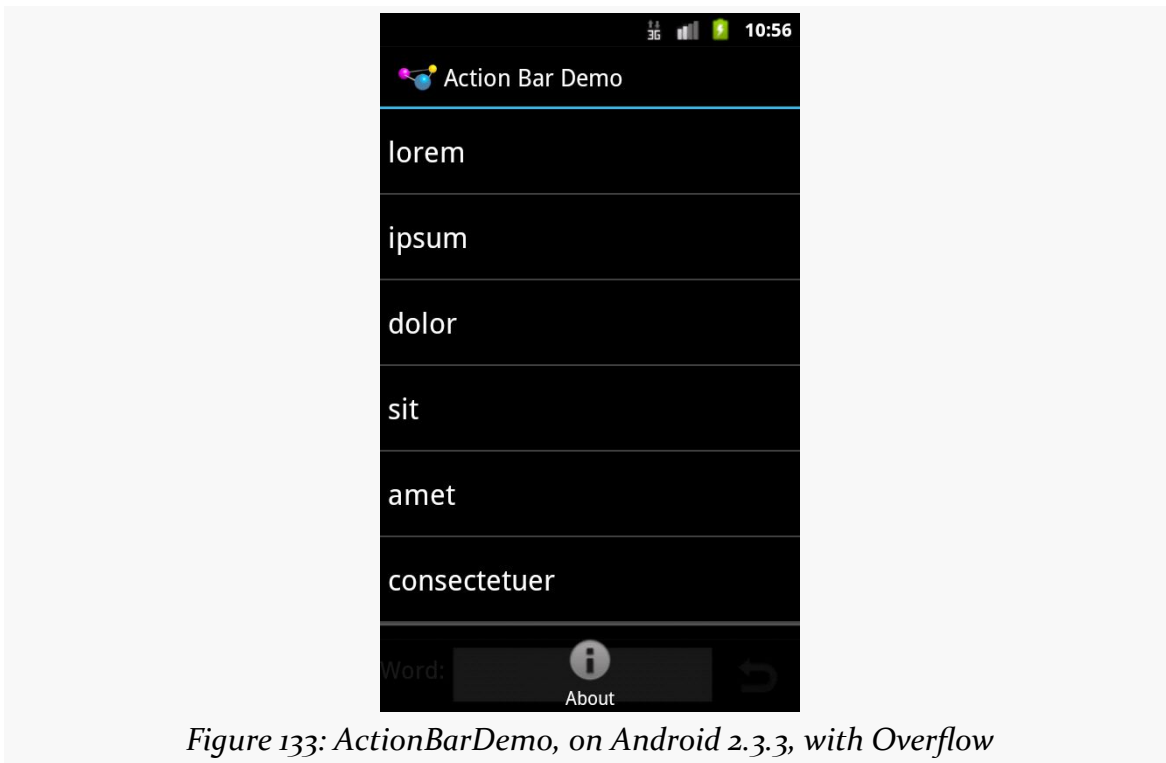 3G 10:56
Action Bar Demo
lorem
ipsum
dolor
sit
amet
consectetuer
Word:
About
Figure 133: ActionBarDemo, on Android 2.3.3, with Overflow